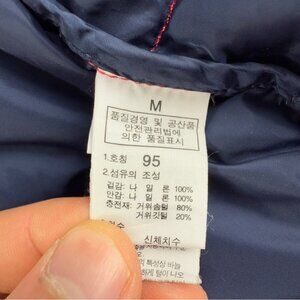 M
품질경영 및 공산품
안전관리법에
의한 품질표시
1.호칭 95
2.섬유의 조성
겉감: 나 일 론 100%
안감: 나 일 론 100%
충전재: 거위솜털 80%
거위깃털 20%
신체치수